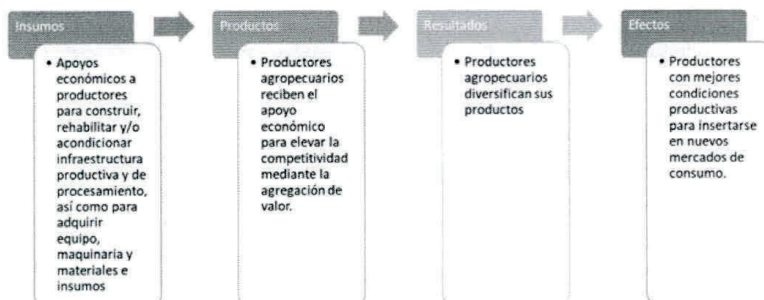 Insumos
• Apoyos
económicos a
productores
para construir,
rehabilitar y/o
acondicionar
infraestructura
productiva y de
procesamiento,
así como para
adquirir
equipo,
maquinaria y
materiales e
insumos
Productos
• Productores
agropecuarios
reciben el
apoyo
económico
para elevar la
competitividad
mediante la
agregación de
valor.
Resultados
• Productores
agropecuarios
diversifican sus
productos
Efectos
• Productores
con mejores
condiciones
productivas
para insertarse
en nuevos
mercados de
consumo.